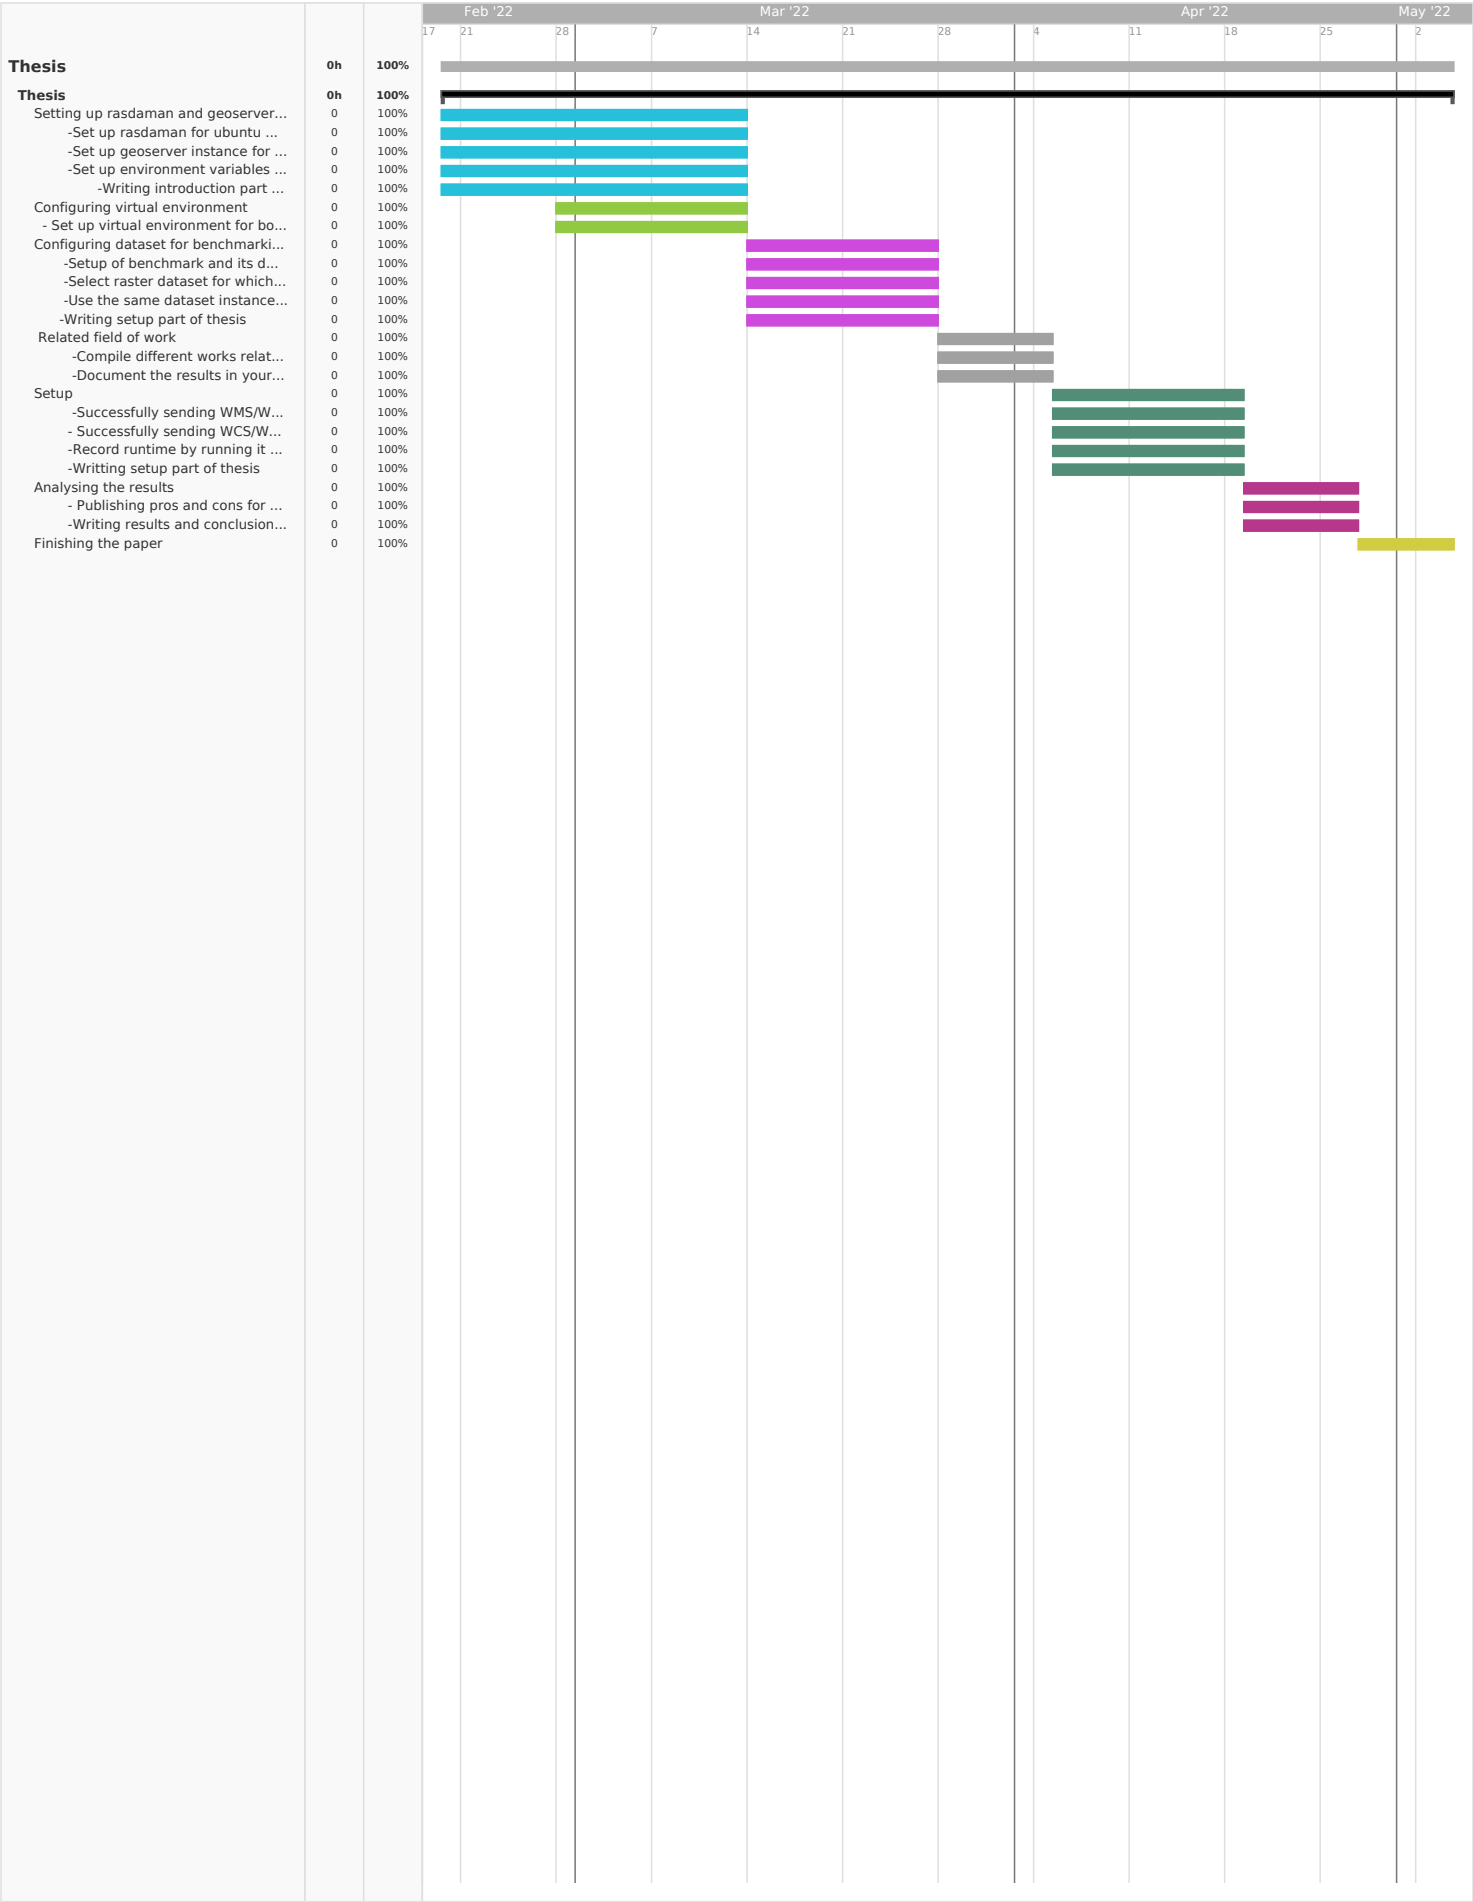 Feb '22 Mar '22 Apr '22 May '22
17 21 28 7 14 21 28 4 11 18 25 2
Thesis 0h 100%
Thesis 0h 100%
Setting up rasdaman and geoserver... 0 100%
-Set up rasdaman for ubuntu ... 0 100%
-Set up geoserver instance for ... 0 100%
-Set up environment variables ... 0 100%
-Writing introduction part ... 0 100%
Configuring virtual environment 0 100%
- Set up virtual environment for bo... 0 100%
Configuring dataset for benchmarki... 0 100%
-Setup of benchmark and its d... 0 100%
-Select raster dataset for which... 0 100%
-Use the same dataset instance... 0 100%
-Writing setup part of thesis 0 100%
Related field of work 0 100%
-Compile different works relat... 0 100%
-Document the results in your... 0 100%
Setup 0 100%
-Successfully sending WMS/W... 0 100%
- Successfully sending WCS/W... 0 100%
-Record runtime by running it ... 0 100%
-Writting setup part of thesis 0 100%
Analysing the results 0 100%
- Publishing pros and cons for ... 0 100%
-Writing results and conclusion... 0 100%
Finishing the paper 0 100%